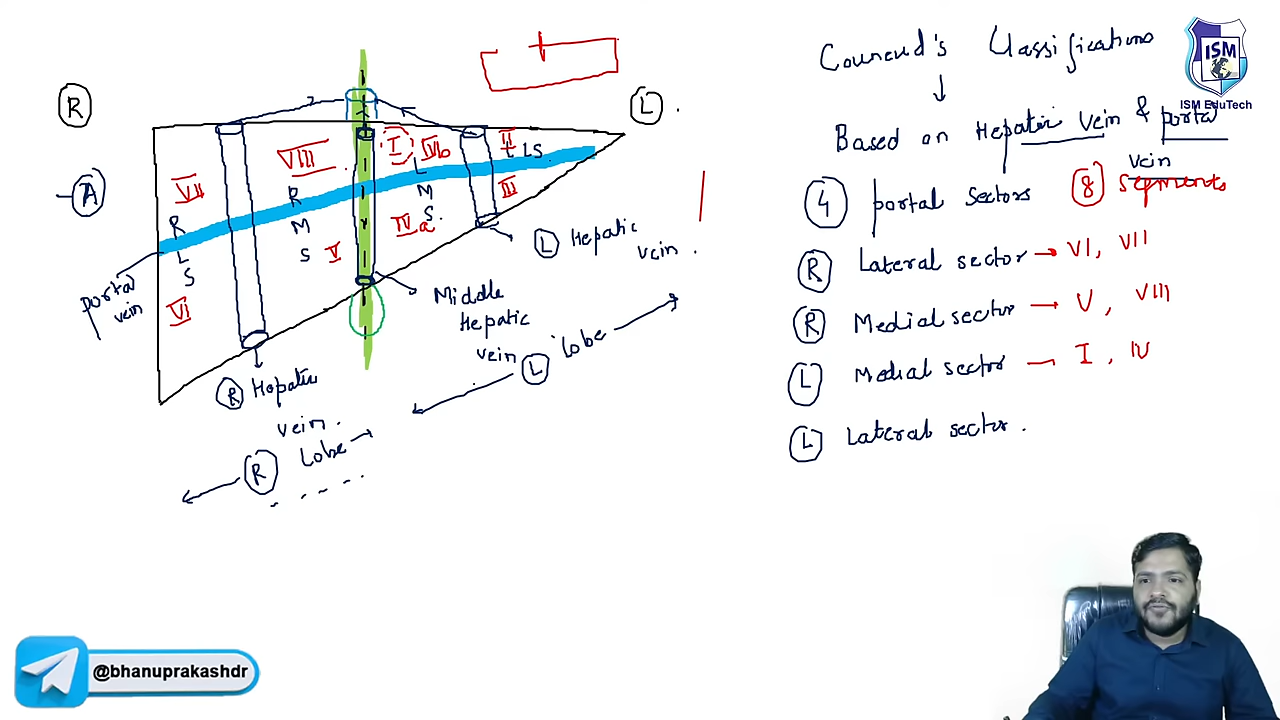 R
L .
A
VII
VIII
I
IVb
II
L LS
III
R
L
S
R
M
S
L
M
S.
V
IVa
VI
portal
vein
L Hepatic
vein .
Middle
Hepatic
vein
R Hepatic
vein .
L lobe
R Lobe
Couneud's Classifications
Based on Hepatic vein & portal
vein
4 portal sectors 8 segments
R Lateral sector → VI, VII
R Medial sector → V, VIII
L Medial sector — I, IV
L Lateral sector .
ISM
ISM EduTech
@bhanuprakashdr